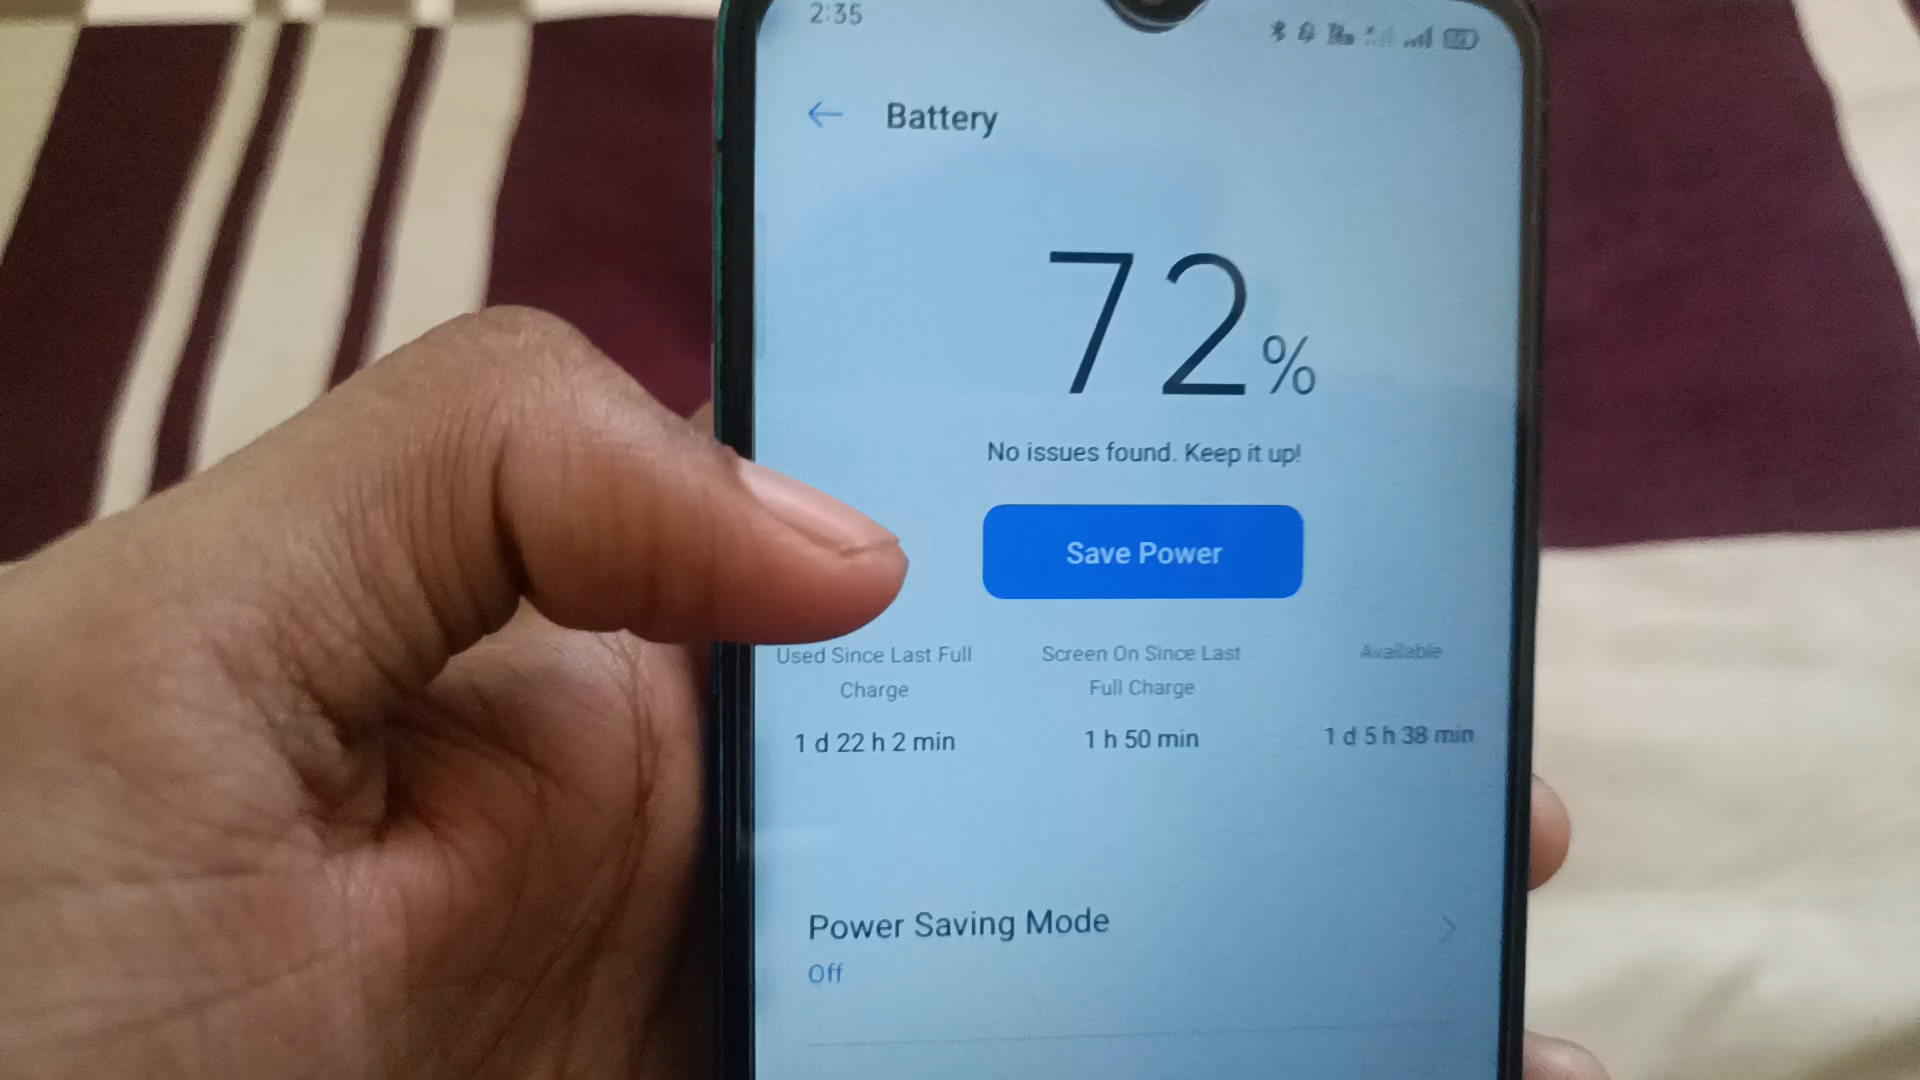 2:35
Battery
72%
No issues found. Keep it up!
Save Power
Used Since Last Full
Charge
1 d 22 h 2 min
Screen On Since Last
Full Charge
1 h 50 min
Available
1 d 5 h 38 min
Power Saving Mode
Off